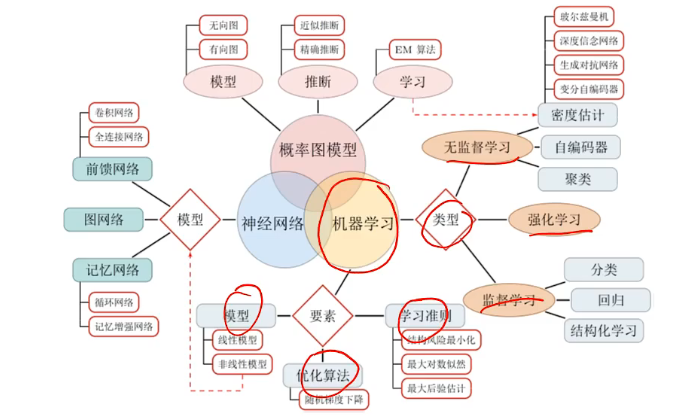 无向图
有向图
模型
近似推断
精确推断
推断
EM 算法
学习
玻尔兹曼机
深度信念网络
生成对抗网络
变分自编码器
密度估计
自编码器
聚类
无监督学习
概率图模型
神经网络
机器学习
卷积网络
全连接网络
前馈网络
图网络
记忆网络
循环网络
记忆增强网络
模型
类型
强化学习
监督学习
分类
回归
结构化学习
要素
模型
线性模型
非线性模型
优化算法
随机梯度下降
学习准则
结构风险最小化
最大对数似然
最大后验估计